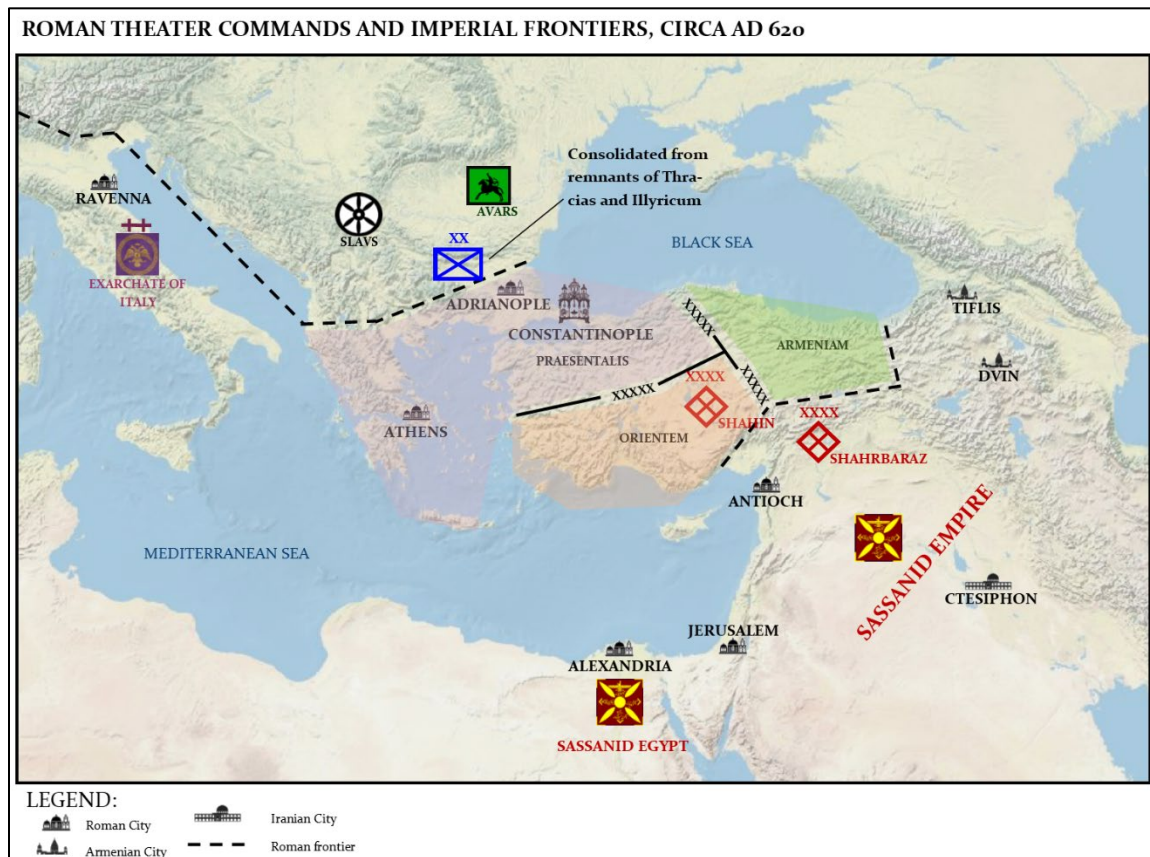 ROMAN THEATER COMMANDS AND IMPERIAL FRONTIERS, CIRCA AD 620
Consolidated from
remnants of Thra-
cias and Illyricum
RAVENNA
AVARS
SLAVS
XX
BLACK SEA
EXARCHATE OF
ITALY
ADRIANOPLE
CONSTANTINOPLE
PRAESENTALIS
XXXXX
ARMENIAM
TIFLIS
DVIN
XXXXX
XXXXX
XXXX
SHAHIN
XXXX
SHAHRBARAZ
ATHENS
ORIENTEM
ANTIOCH
MEDITERRANEAN SEA
SASSANID EMPIRE
CTESIPHON
JERUSALEM
ALEXANDRIA
SASSANID EGYPT
LEGEND:
Roman City
Iranian City
Armenian City
Roman frontier